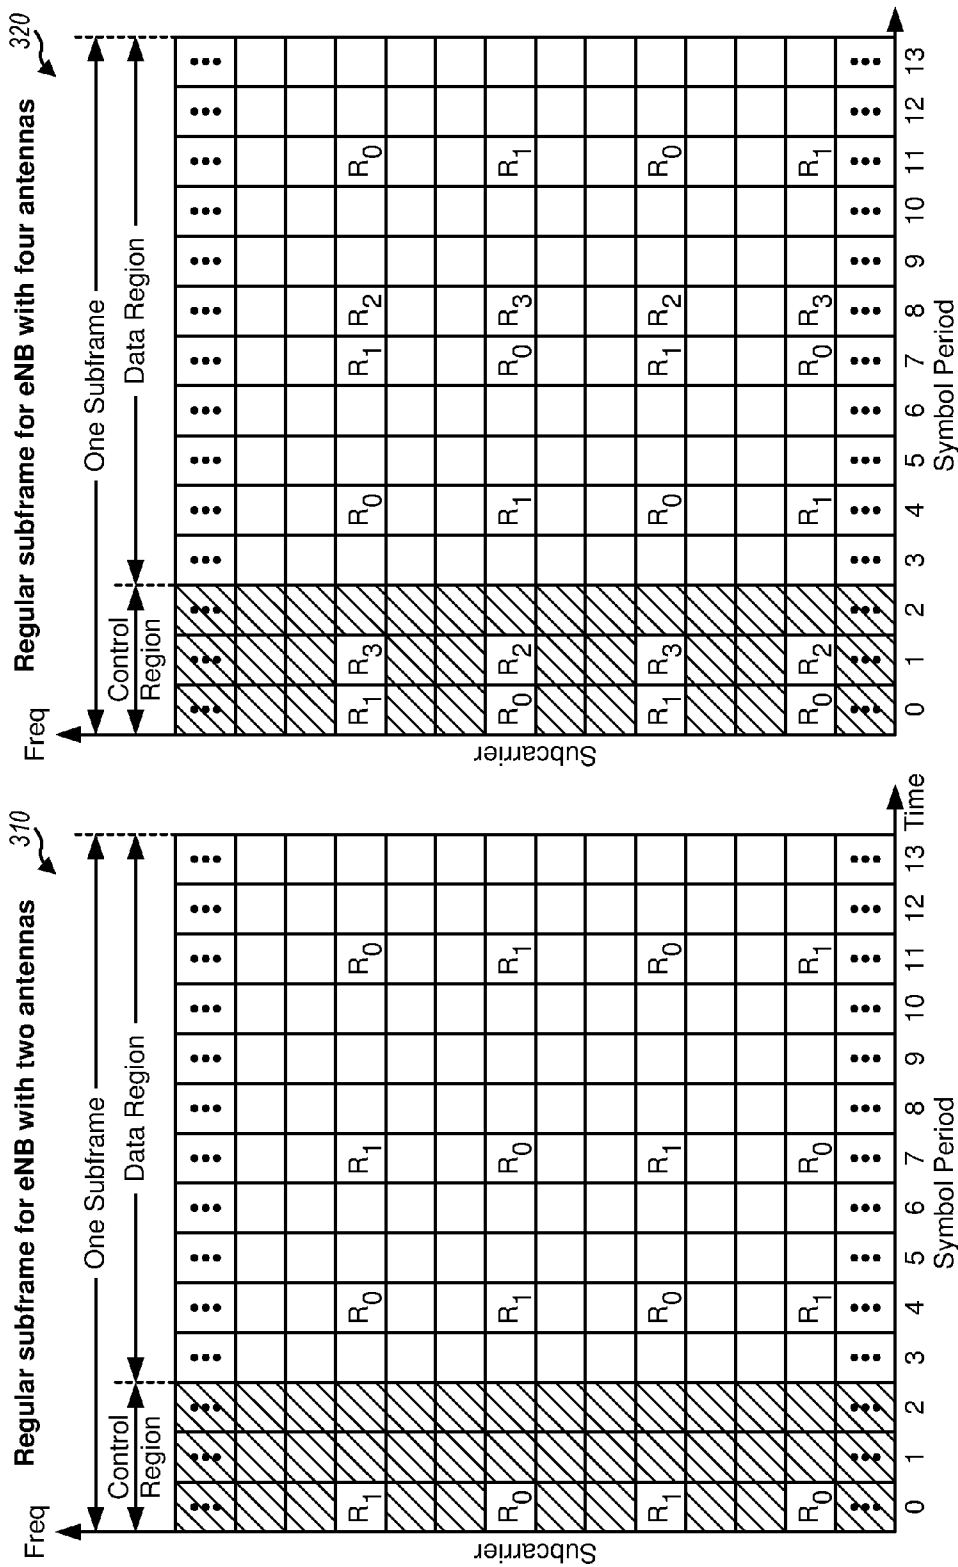 Regular subframe for eNB with two antennas
310
Freq
One Subframe
Control Region
Data Region
Subcarrier
R1 R0 R1 R0
R0 R1 R0 R1
R1 R0 R1 R0
R0 R1 R0 R1
0 1 2 3 4 5 6 7 8 9 10 11 12 13
Time
Symbol Period
Regular subframe for eNB with four antennas
320
Freq
One Subframe
Control Region
Data Region
Subcarrier
R1 R3 R0 R1 R2 R0
R0 R2 R1 R0 R3 R1
R1 R3 R0 R1 R2 R0
R0 R2 R1 R0 R3 R1
0 1 2 3 4 5 6 7 8 9 10 11 12 13
Symbol Period